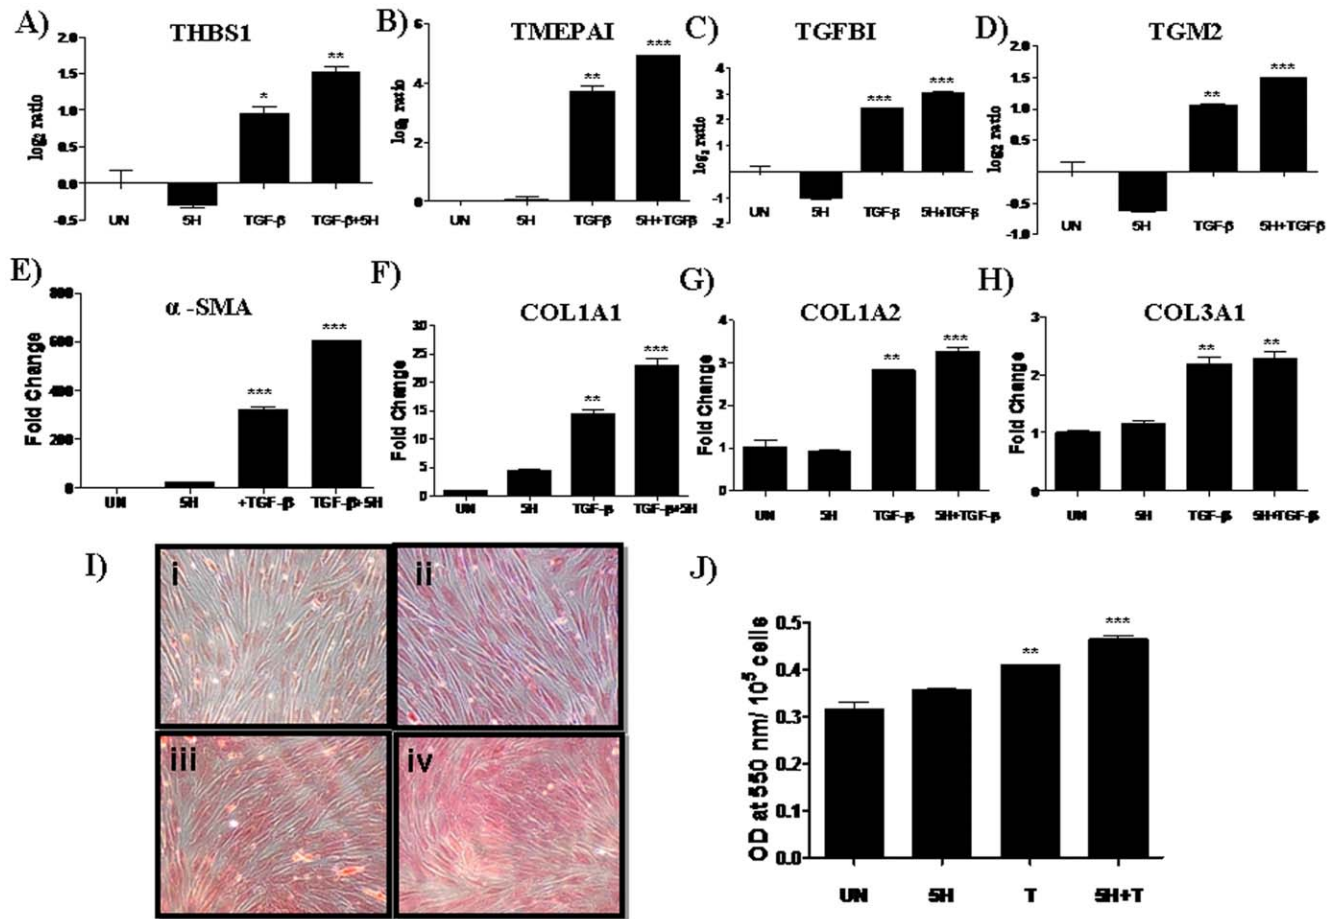 A) THBS1
2.0
1.5
1.0
0.5
0.0
-0.5
log₂ ratio
* **
UN 5H TGF-β TGF-β+5H
B) TMEPAI
6
4
2
0
ratio
** ***
UN 5H TGFβ 5H+TGFβ
C) TGFBI
4
3
2
1
-1
-2
ratio
*** ***
UN 5H TGF-β 5H+TGFβ
D) TGM2
2.0
1.5
1.0
0.5
-0.5
-1.0
log2 ratio
** ***
UN 5H TGF-β 5H+TGFβ
E) α -SMA
800
600
400
200
0
Fold Change
*** ***
UN 5H +TGF-β TGF-β+5H
F) COL1A1
30
25
20
15
10
5
0
Fold Change
** ***
UN 5H TGF-β TGF-β+5H
G) COL1A2
4
3
2
1
0
Fold Change
** ***
UN 5H TGF-β 5H+TGF-β
H) COL3A1
3
2
1
0
Fold Change
** **
UN 5H TGF-β 5H+TGF-β
I)
i ii
iii iv
J)
0.5
0.4
0.3
0.2
0.1
0.0
OD at 550 nm/ 10⁵ cells
** ***
UN 5H T 5H+T